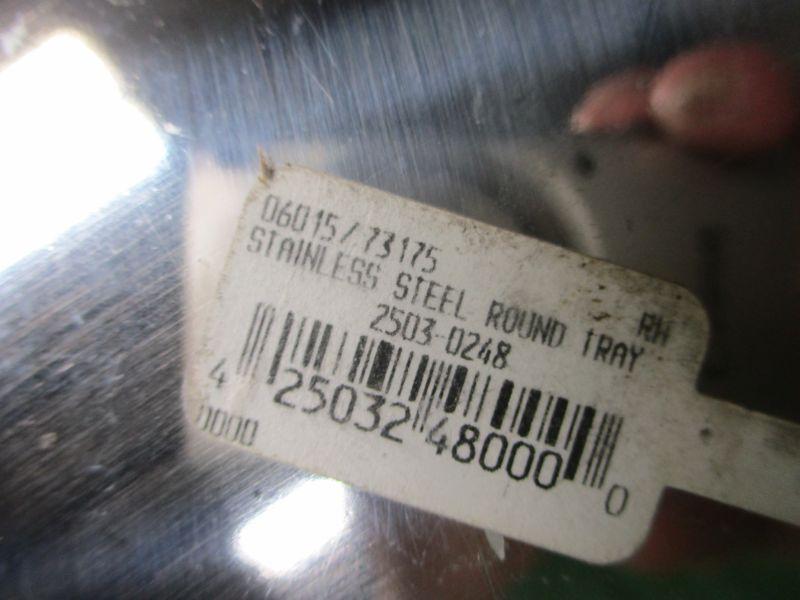 06015/73175
STAINLESS STEEL ROUND TRAY
RH
2503-0248
4 25032 48000 0
0000